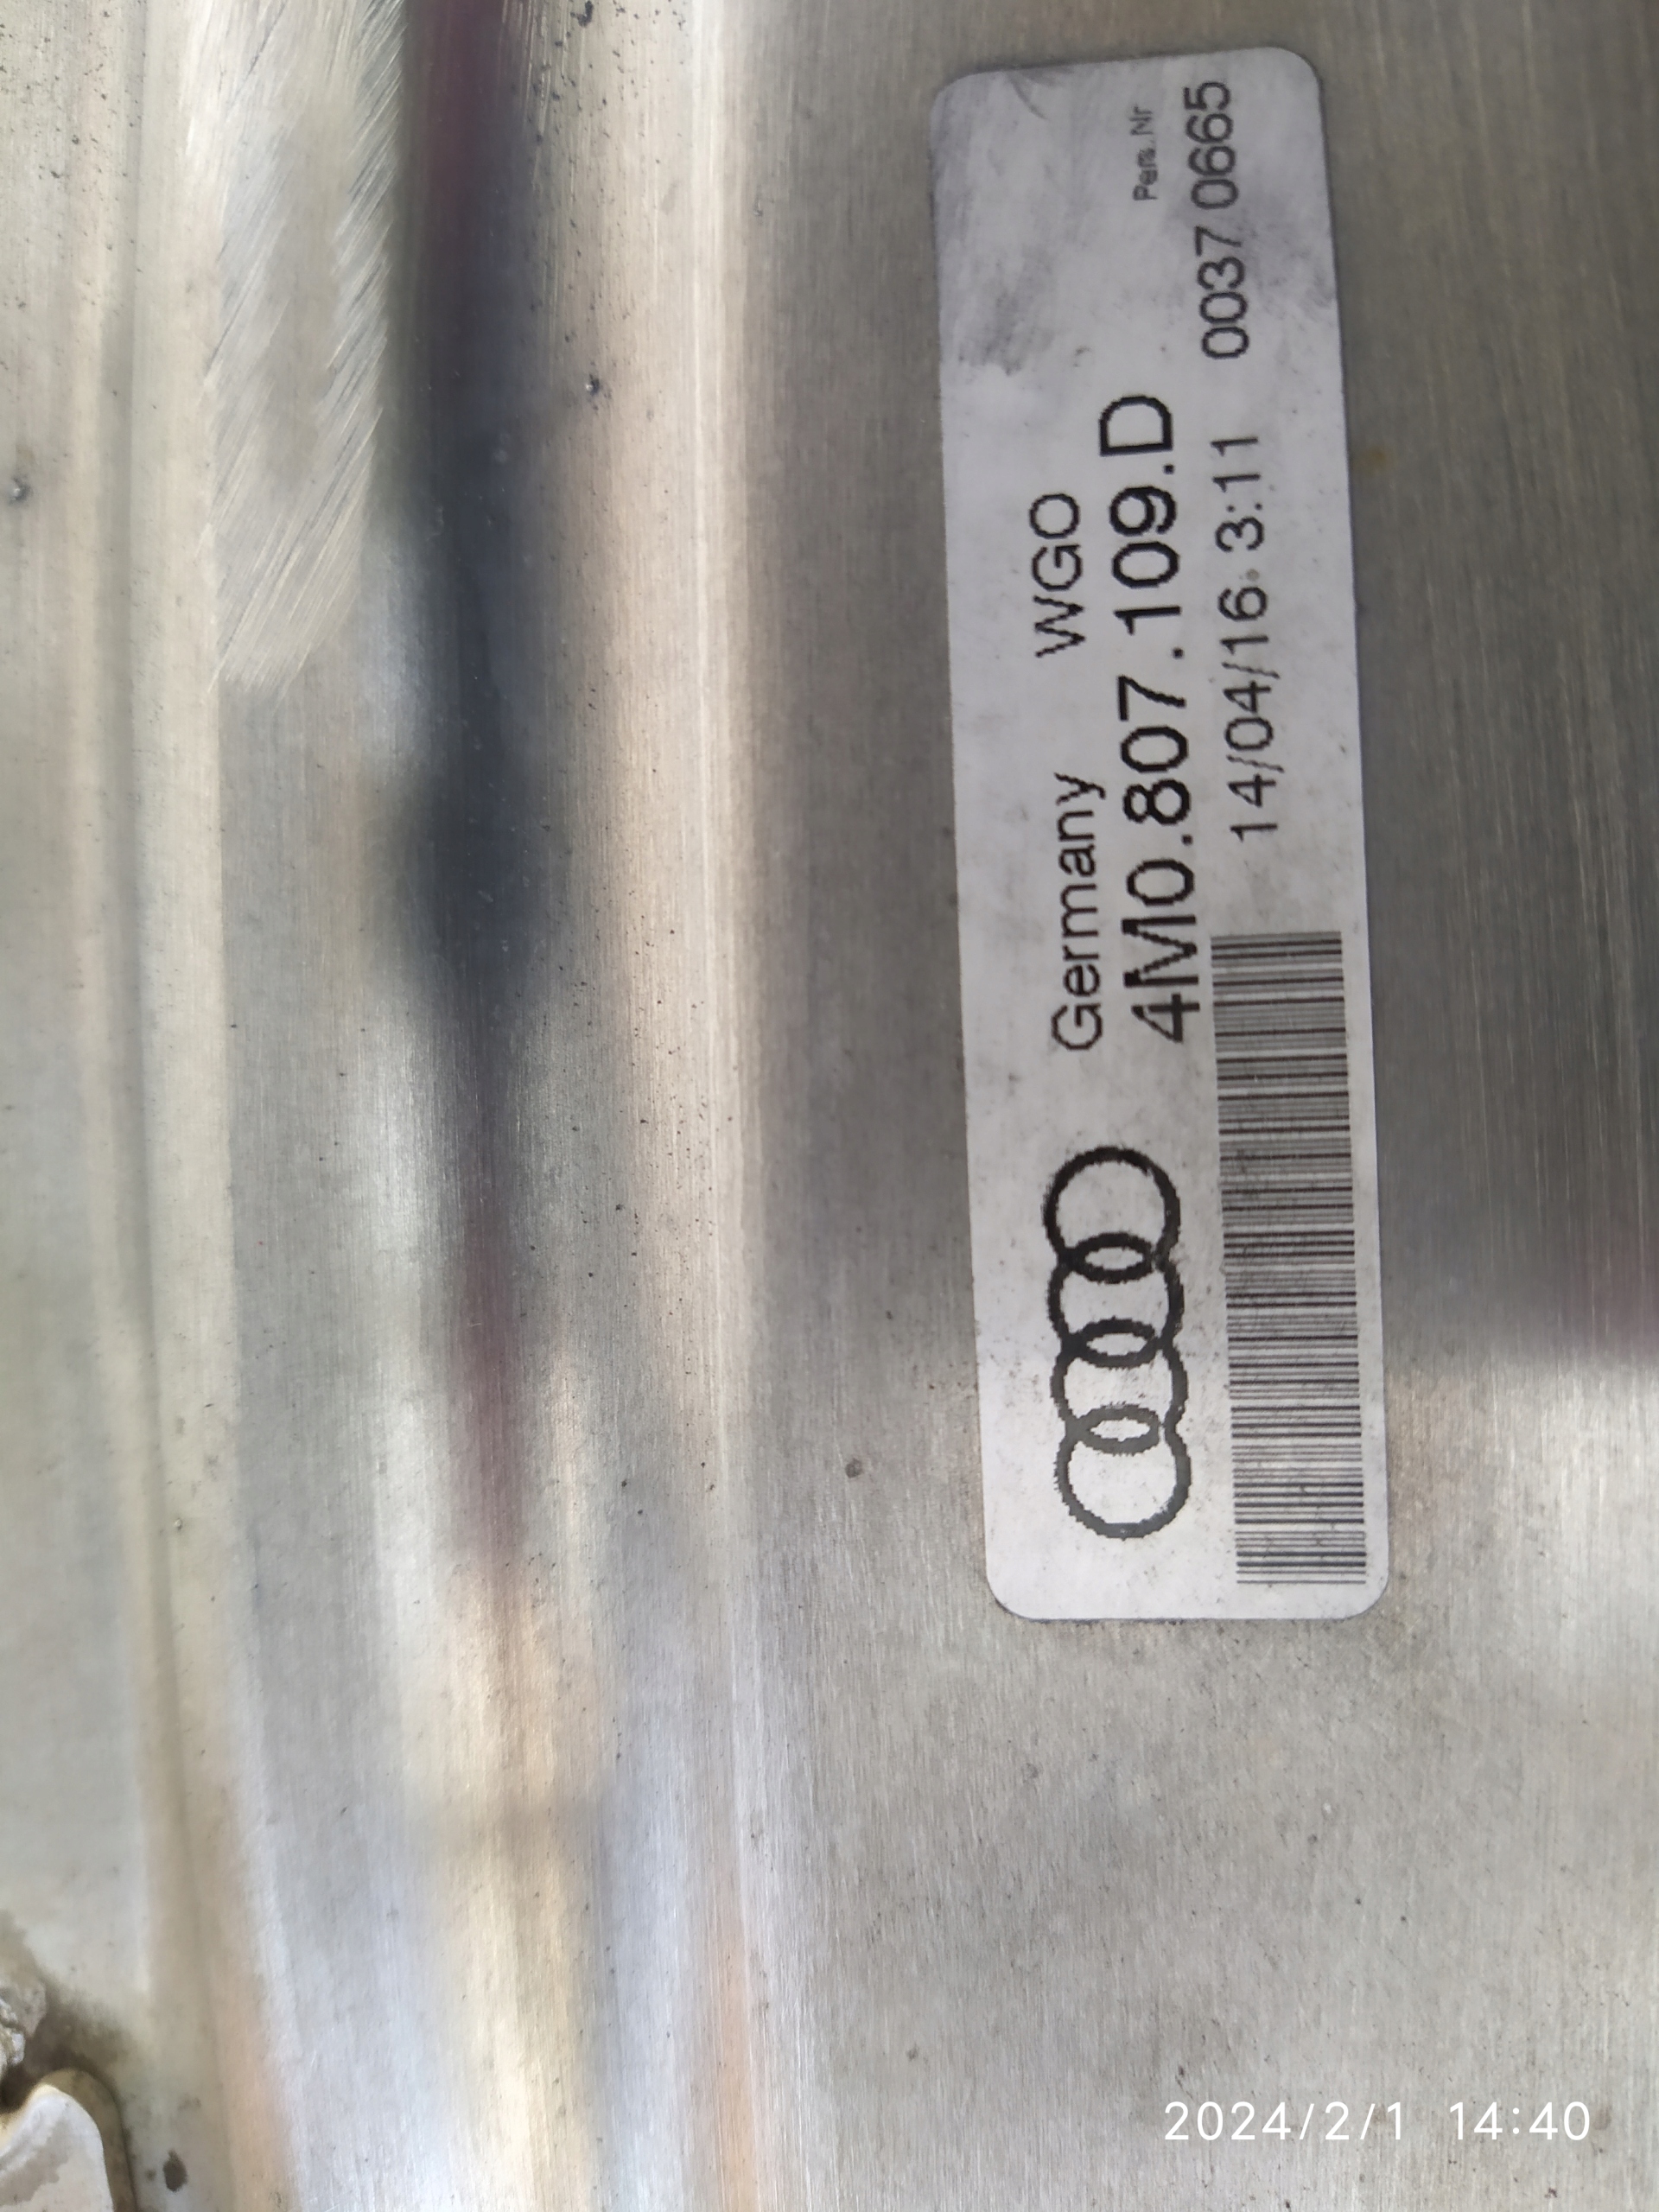 Germany WGO
4M0.807.109.D
Pers.Nr
14/04/16 3:11 0037 0665
2024/2/1 14:40